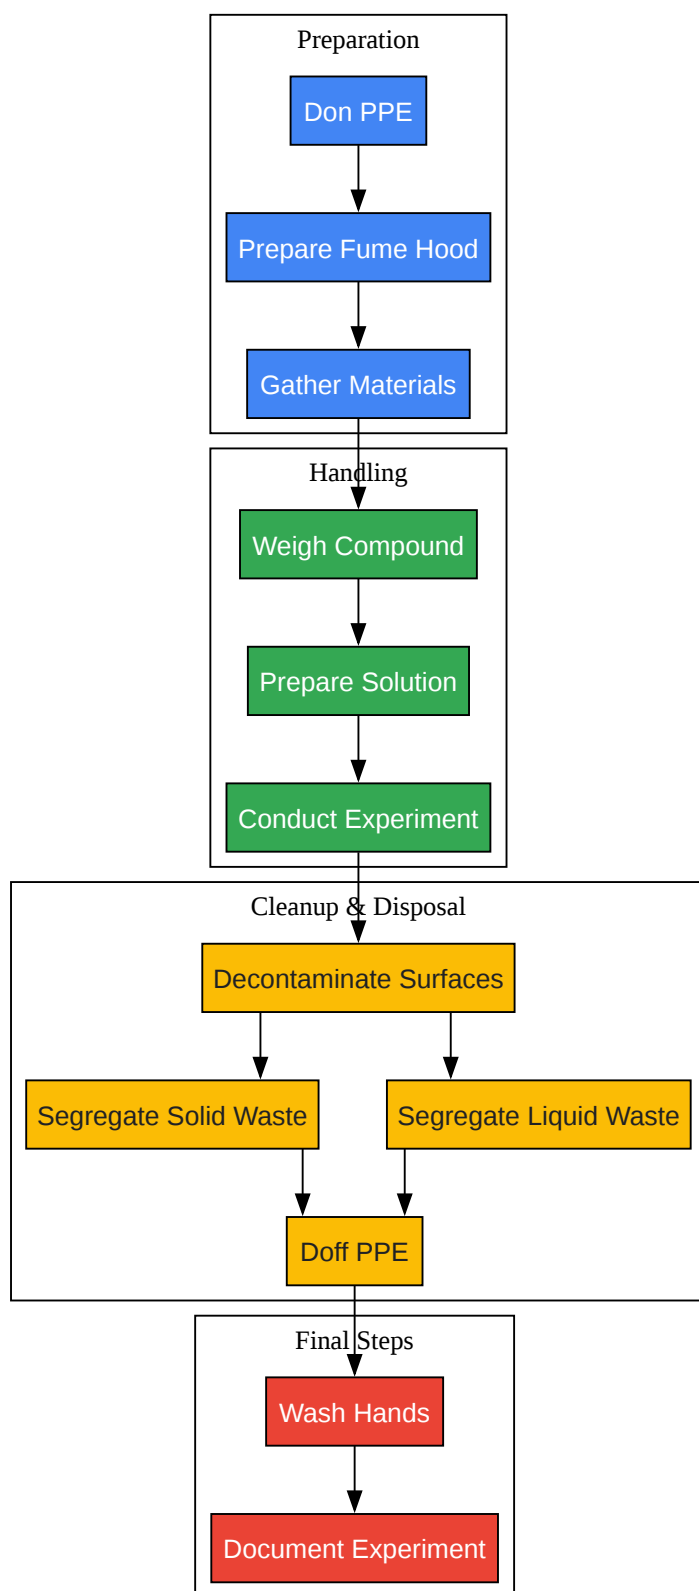 Preparation
Don PPE
Prepare Fume Hood
Gather Materials
Handling
Weigh Compound
Prepare Solution
Conduct Experiment
Cleanup & Disposal
Decontaminate Surfaces
Segregate Solid Waste
Segregate Liquid Waste
Doff PPE
Final Steps
Wash Hands
Document Experiment